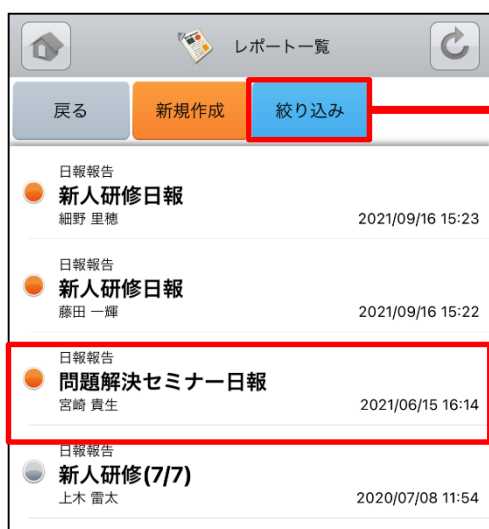 レポート一覧
戻る 新規作成 絞り込み
日報報告
新人研修日報
細野 里穂 2021/09/16 15:23
日報報告
新人研修日報
藤田 一輝 2021/09/16 15:22
日報報告
問題解決セミナー日報
宮崎 貴生 2021/06/15 16:14
日報報告
新人研修(7/7)
上木 雷太 2020/07/08 11:54